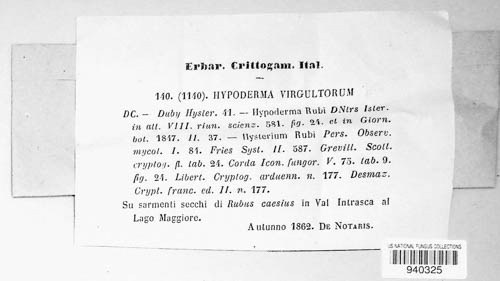 Erbar. Crittogam. Ital.
140. (1140). HYPODERMA VIRGULTORUM
DC. — Duby Hyster. 41. — Hypoderma Rubi DNtrs Ister.
in att. VIII. riun. scienz. 581. fig. 24. et in Giorn.
bot. 1847. II. 37. — Hysterium Rubi Pers. Observ.
mycol. I. 84. Fries Syst. II. 587. Grevill. Scott.
cryptog. fl. tab. 24. Corda Icon. fungor. V. 75. tab. 9.
fig. 24. Libert. Cryptog. arduenn. n. 177. Desmaz.
Crypt. franc. ed. II. n. 177.
Su sarmenti secchi di Rubus caesius in Val Intrasca al
Lago Maggiore.
Autunno 1862. DE NOTARIS.
US NATIONAL FUNGUS COLLECTIONS
940325